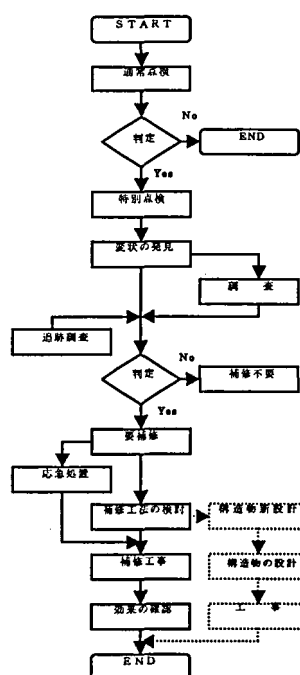 START
通常点検
No
判定
END
Yes
特別点検
変状の発見
調　査
追跡調査
No
判定
補修不要
Yes
要補修
応急処置
補修工法の検討
構造物新設計
構造物の設計
補修工事
効果の確認
工　事
END